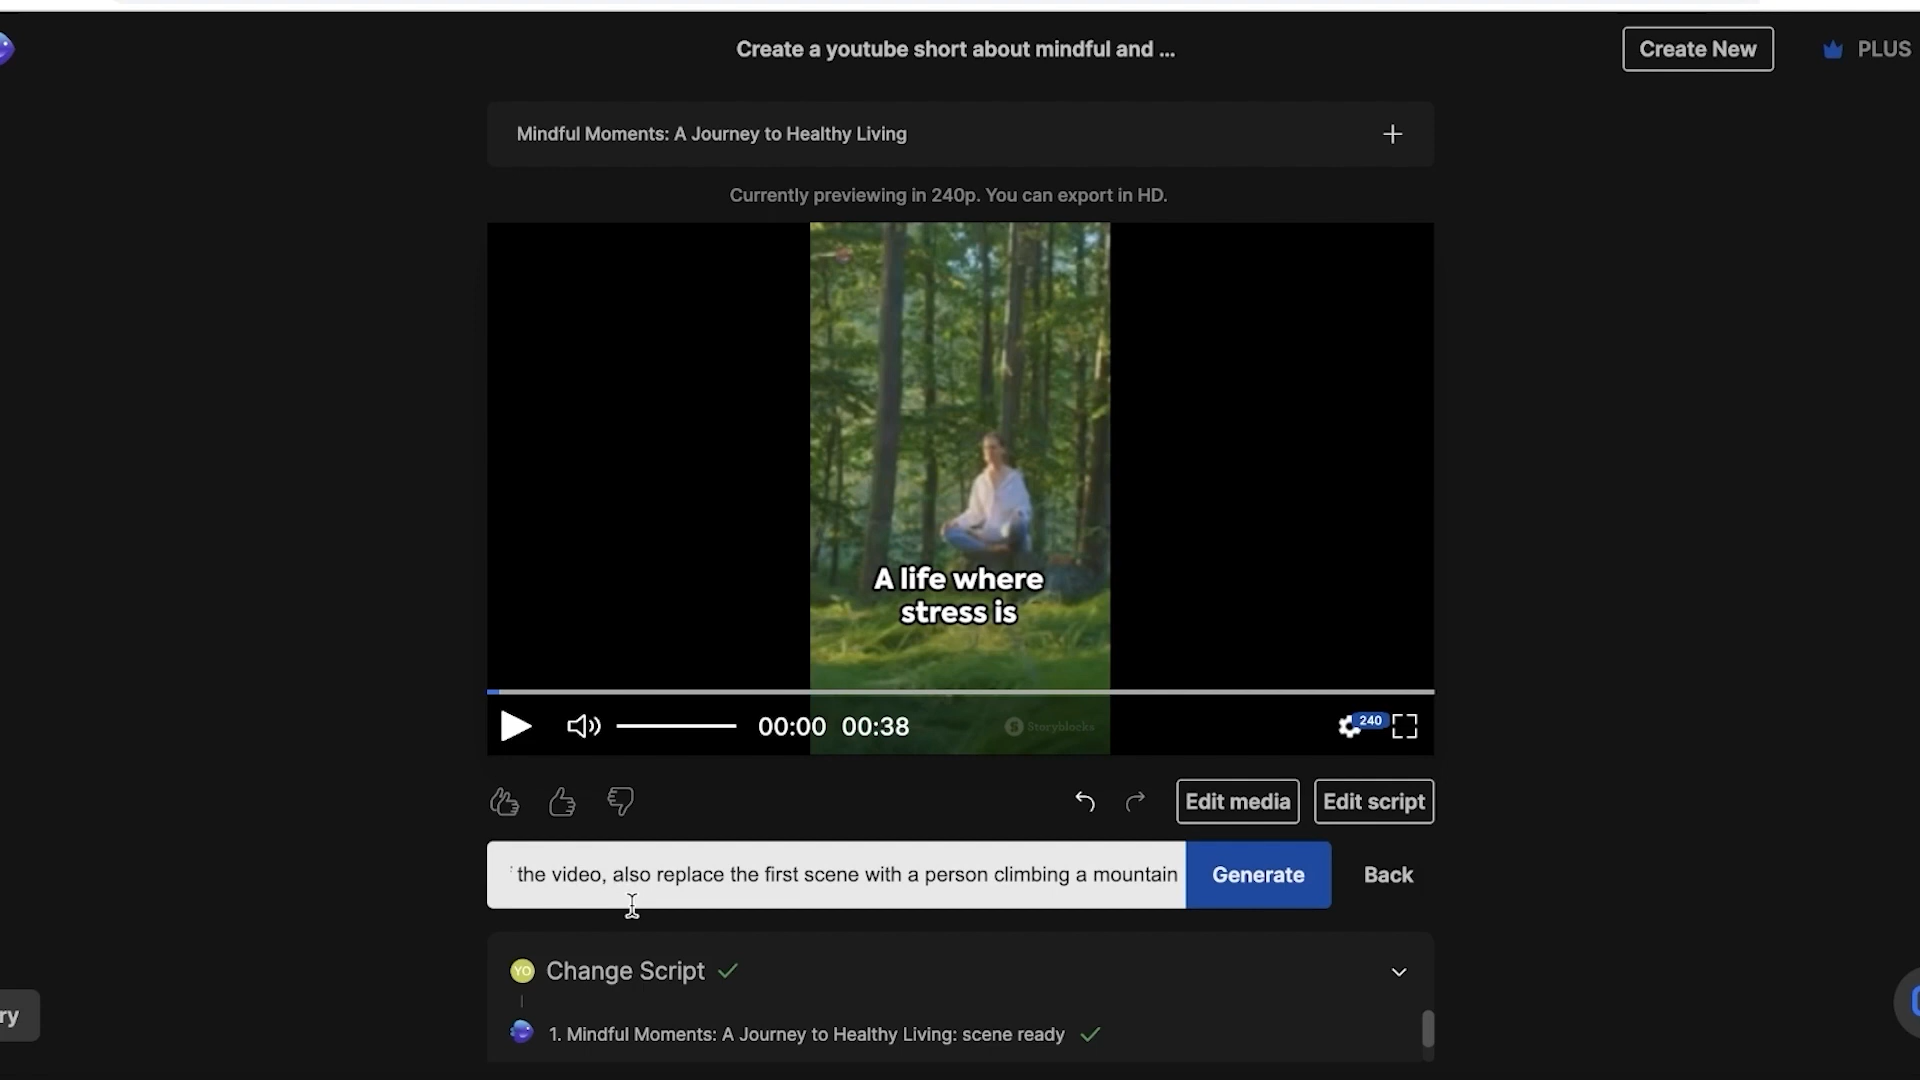 Create a youtube short about mindful and ...
Create New
PLUS
Mindful Moments: A Journey to Healthy Living
Currently previewing in 240p. You can export in HD.
A life where
stress is
00:00 00:38
Storyblocks
240
Edit media
Edit script
the video, also replace the first scene with a person climbing a mountain
Generate
Back
YO
Change Script
ry
1. Mindful Moments: A Journey to Healthy Living: scene ready